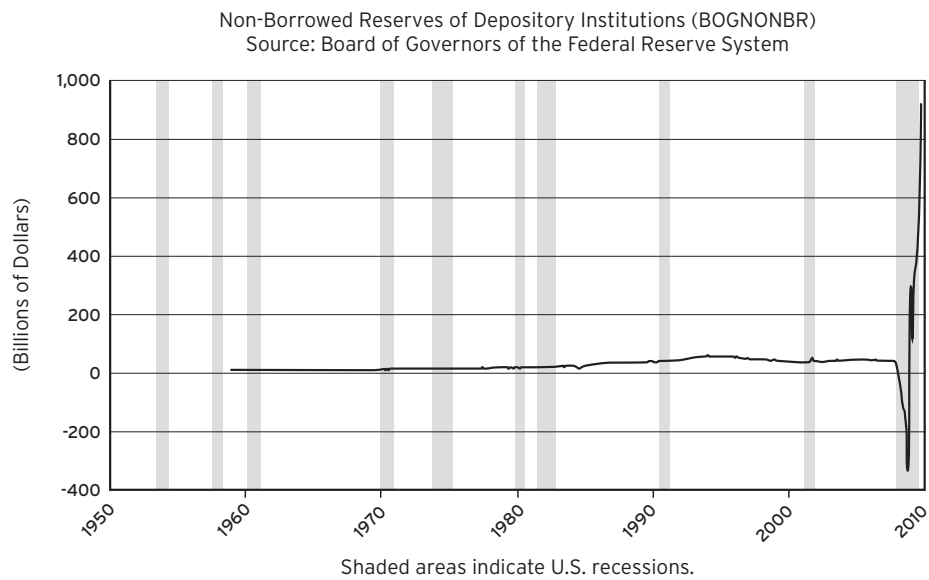 Non-Borrowed Reserves of Depository Institutions (BOGNONBR)
Source: Board of Governors of the Federal Reserve System
(Billions of Dollars)
1,000
800
600
400
200
0
-200
-400
1950 1960 1970 1980 1990 2000 2010
Shaded areas indicate U.S. recessions.